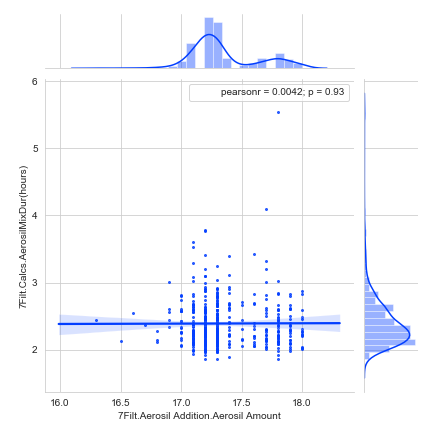 pearsonr = 0.0042; p = 0.93
6
5
4
3
2
7Filt.Calcs.AerosilMixDur(hours)
16.0 16.5 17.0 17.5 18.0
7Filt.Aerosil Addition.Aerosil Amount